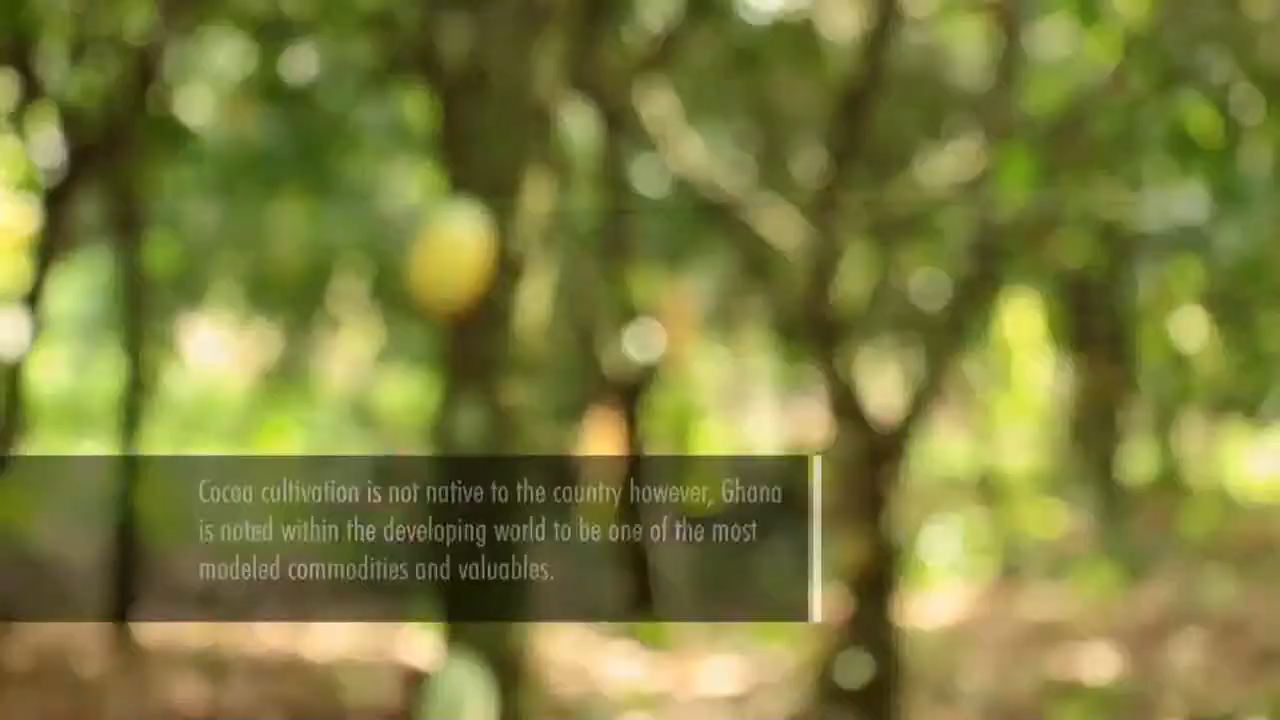 Cocoa cultivation is not native to the country however, Ghana
is noted within the developing world to be one of the most
modeled commodities and valuables.